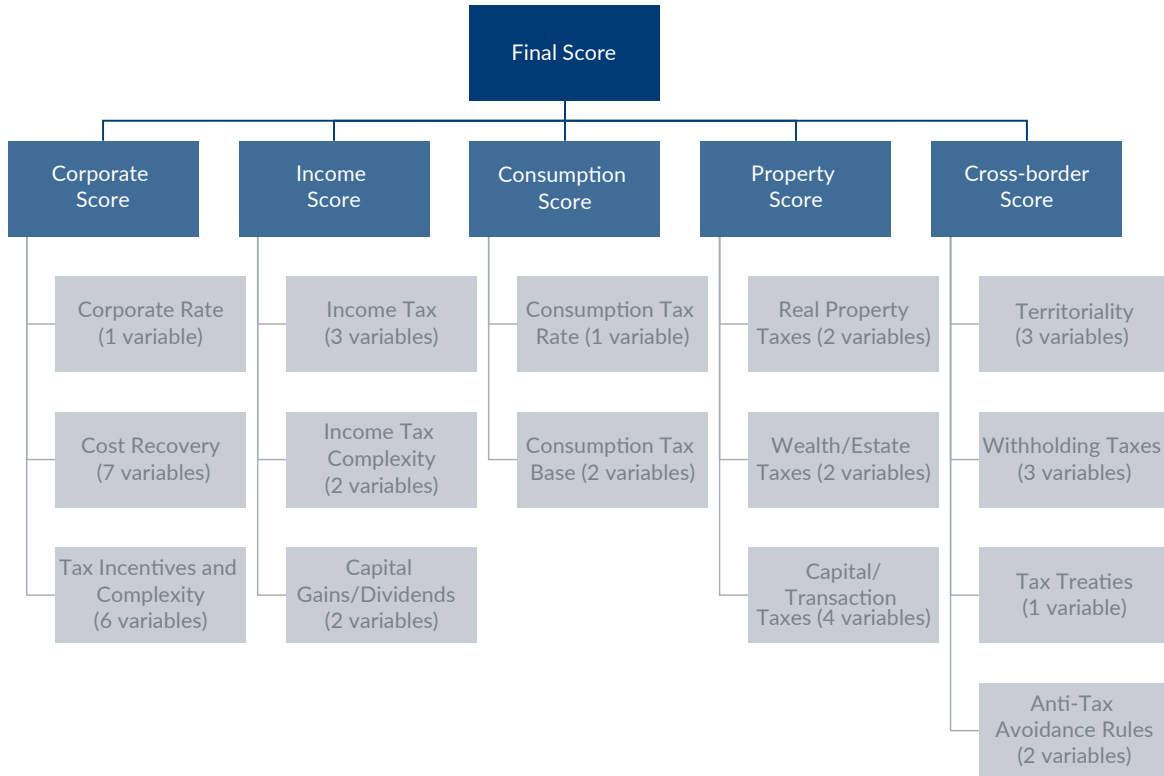 Final Score
Corporate
Score
Income
Score
Consumption
Score
Property
Score
Cross-border
Score
Corporate Rate
(1 variable)
Cost Recovery
(7 variables)
Tax Incentives and
Complexity
(6 variables)
Income Tax
(3 variables)
Income Tax
Complexity
(2 variables)
Capital
Gains/Dividends
(2 variables)
Consumption Tax
Rate (1 variable)
Consumption Tax
Base (2 variables)
Real Property
Taxes (2 variables)
Wealth/Estate
Taxes (2 variables)
Capital/
Transaction
Taxes (4 variables)
Territoriality
(3 variables)
Withholding Taxes
(3 variables)
Tax Treaties
(1 variable)
Anti-Tax
Avoidance Rules
(2 variables)